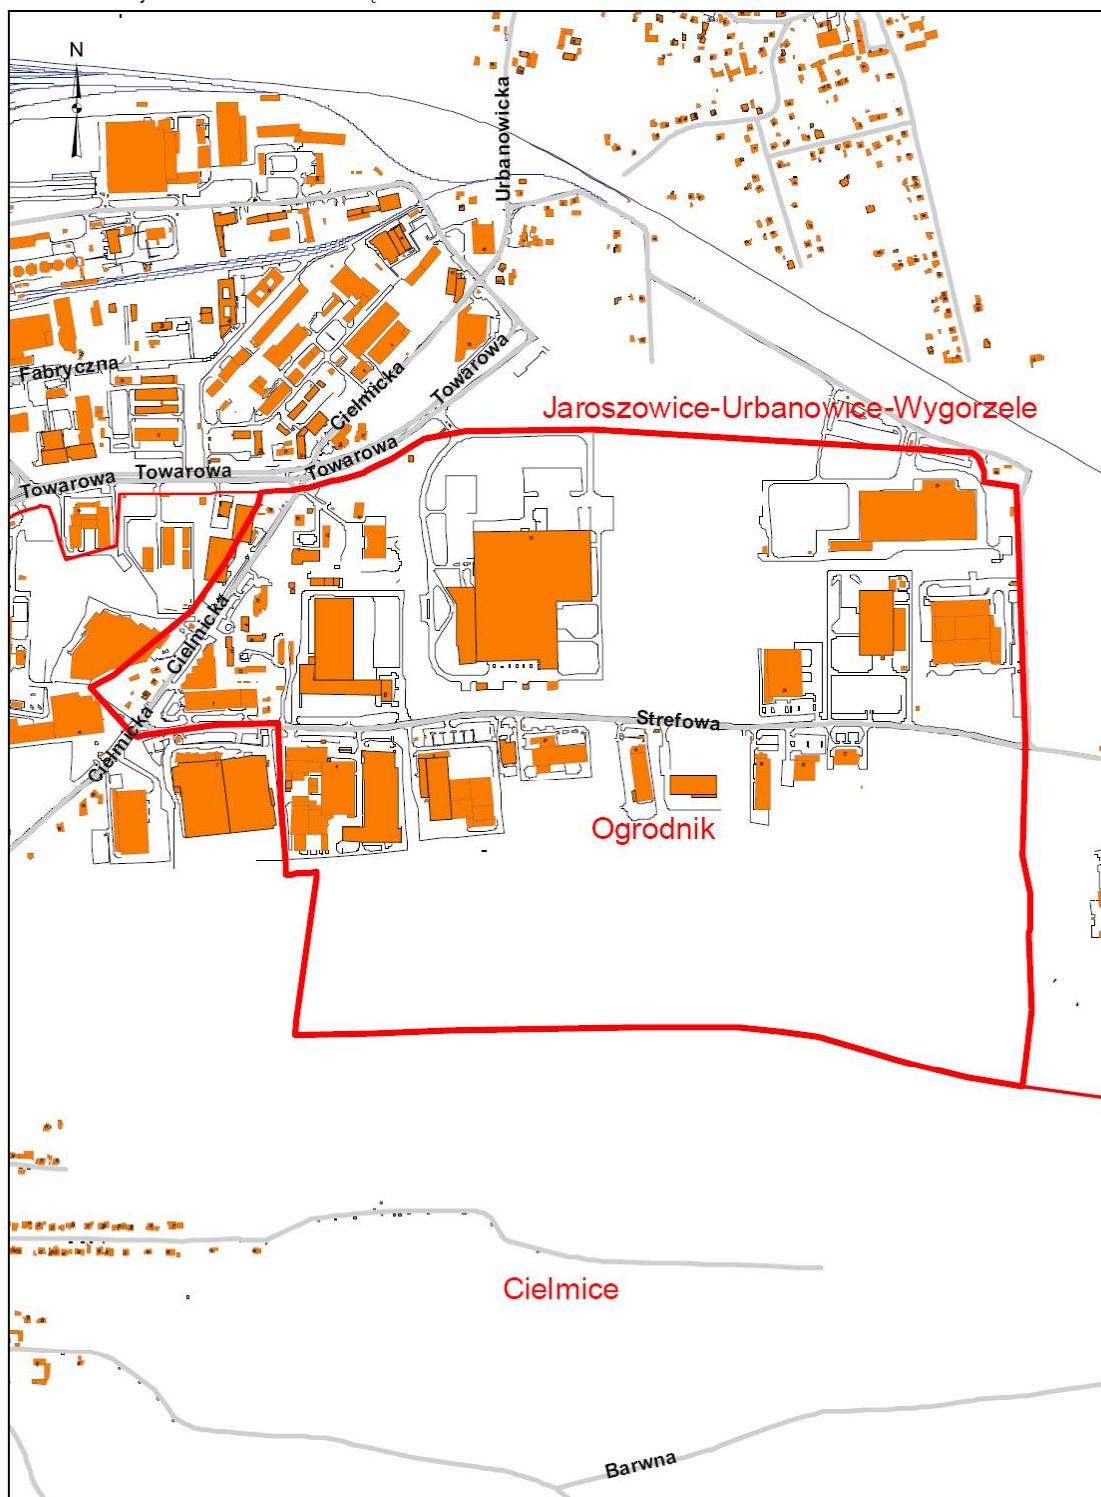 N
Urbanowicka
Fabryczna
Cielmicka
Towarowa
Jaroszowice-Urbanowice-Wygorzele
Towarowa
Towarowa
Towarowa
Cielmicka
Cielmicka
Strefowa
Ogrodnik
Cielmice
Barwna